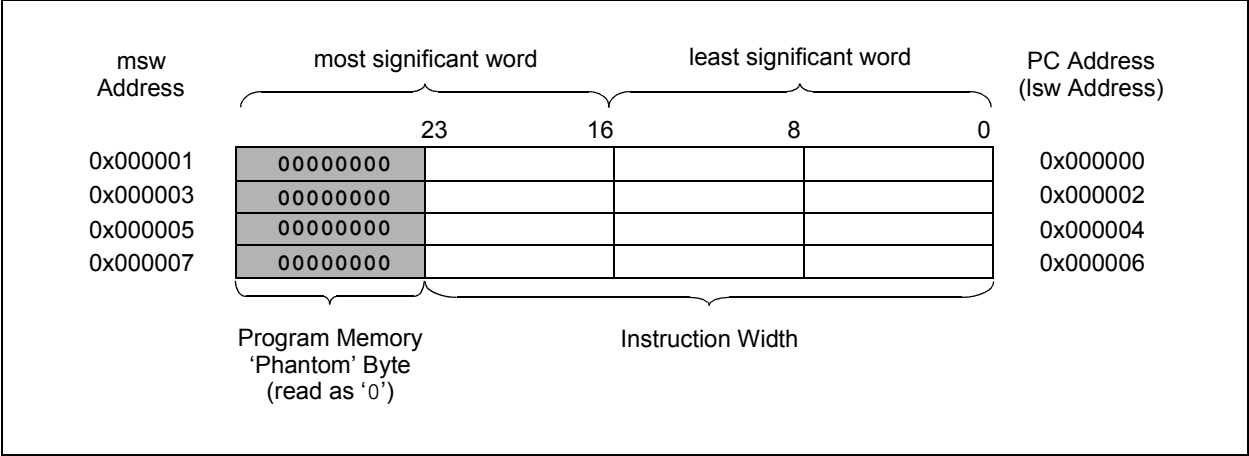 msw
Address
most significant word
least significant word
PC Address
(lsw Address)
23 16 8 0
0x000001 00000000 0x000000
0x000003 00000000 0x000002
0x000005 00000000 0x000004
0x000007 00000000 0x000006
Program Memory
‘Phantom’ Byte
(read as ‘0’)
Instruction Width